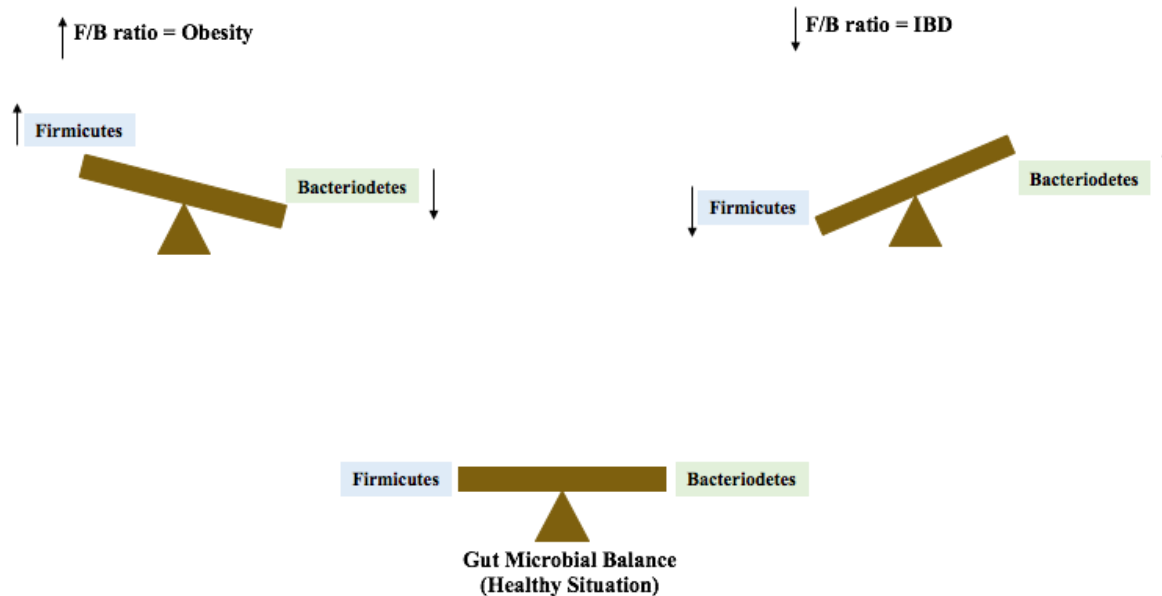 F/B ratio = Obesity
F/B ratio = IBD
Firmicutes
Bacteriodetes
Firmicutes
Bacteriodetes
Firmicutes
Bacteriodetes
Gut Microbial Balance
(Healthy Situation)